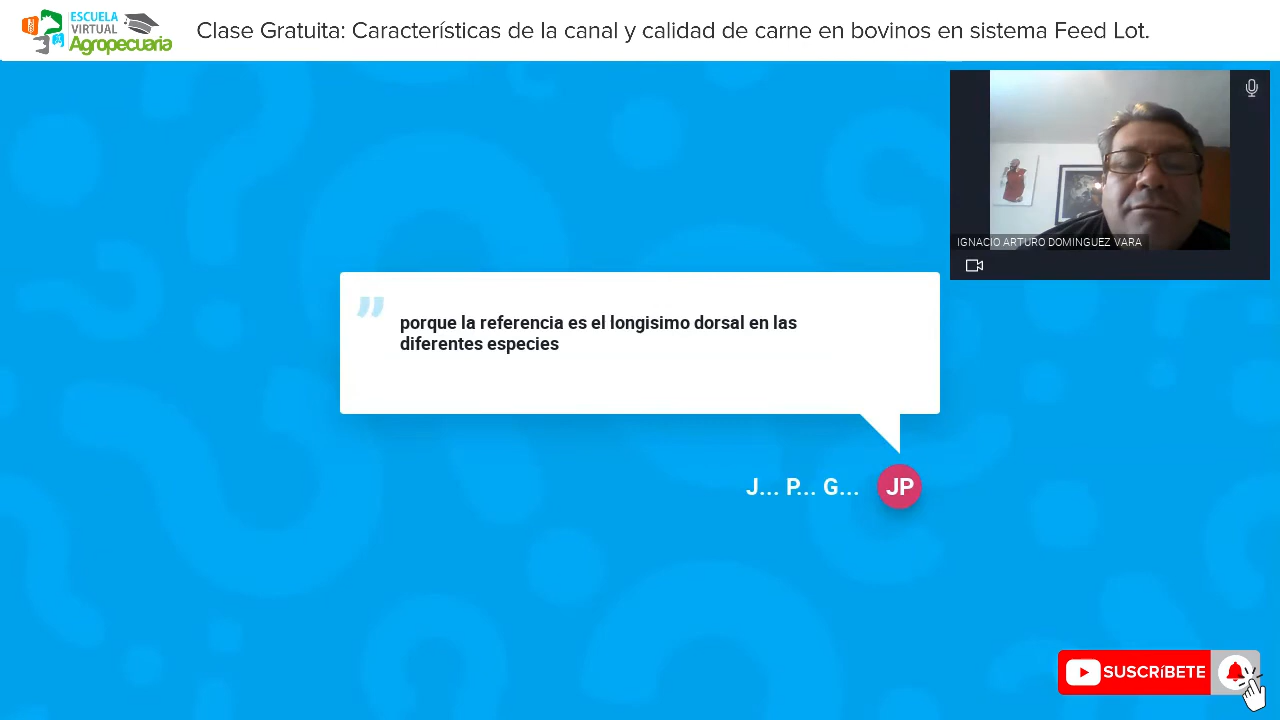 ESCUELA
VIRTUAL
Agropecuaria
Clase Gratuita: Características de la canal y calidad de carne en bovinos en sistema Feed Lot.
IGNACIO ARTURO DOMINGUEZ VARA
porque la referencia es el longisimo dorsal en las
diferentes especies
J... P... G...
JP
SUSCRíBETE